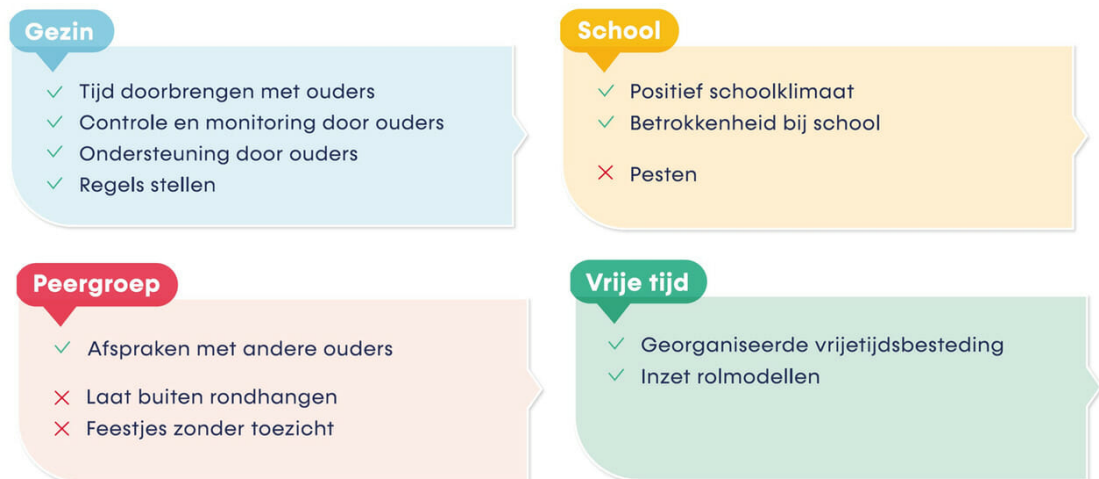 Gezin
Tijd doorbrengen met ouders
Controle en monitoring door ouders
Ondersteuning door ouders
Regels stellen
School
Positief schoolklimaat
Betrokkenheid bij school
Pesten
Peergroep
Afspraken met andere ouders
Laat buiten rondhangen
Feestjes zonder toezicht
Vrije tijd
Georganiseerde vrijetijdsbesteding
Inzet rolmodellen